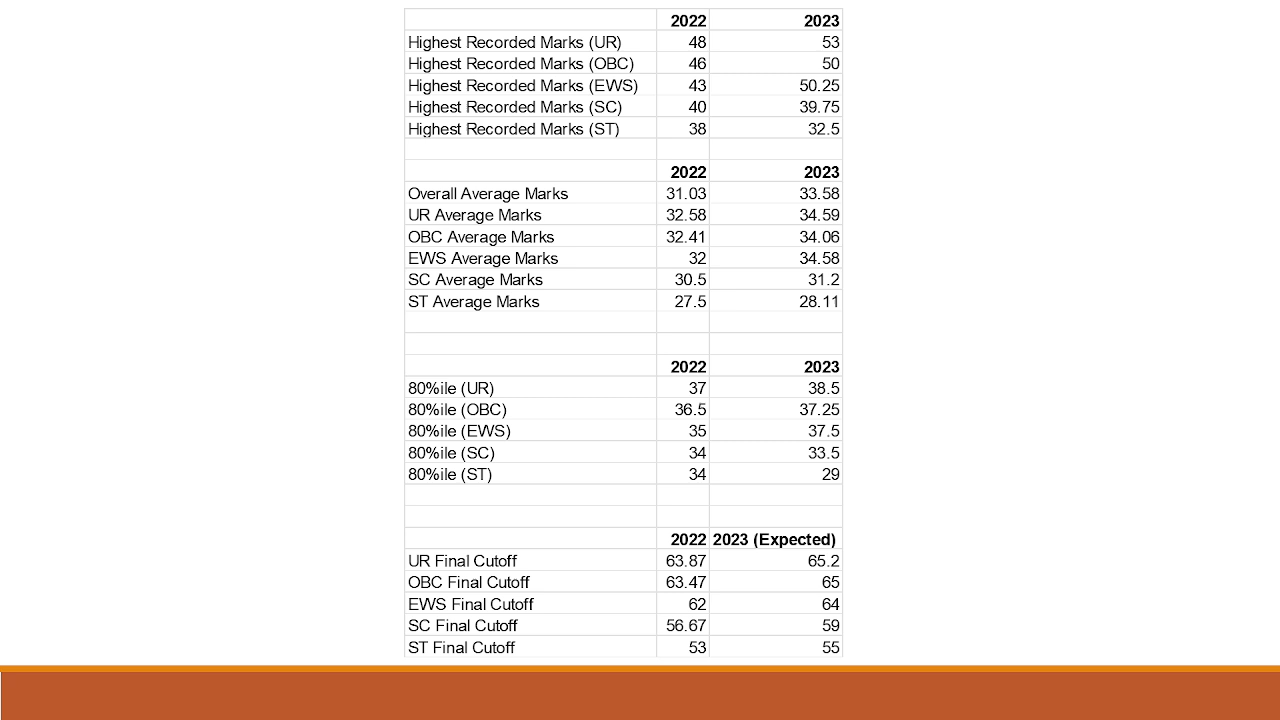 2022 2023
Highest Recorded Marks (UR) 48 53
Highest Recorded Marks (OBC) 46 50
Highest Recorded Marks (EWS) 43 50.25
Highest Recorded Marks (SC) 40 39.75
Highest Recorded Marks (ST) 38 32.5
2022 2023
Overall Average Marks 31.03 33.58
UR Average Marks 32.58 34.59
OBC Average Marks 32.41 34.06
EWS Average Marks 32 34.58
SC Average Marks 30.5 31.2
ST Average Marks 27.5 28.11
2022 2023
80%ile (UR) 37 38.5
80%ile (OBC) 36.5 37.25
80%ile (EWS) 35 37.5
80%ile (SC) 34 33.5
80%ile (ST) 34 29
2022 2023 (Expected)
UR Final Cutoff 63.87 65.2
OBC Final Cutoff 63.47 65
EWS Final Cutoff 62 64
SC Final Cutoff 56.67 59
ST Final Cutoff 53 55